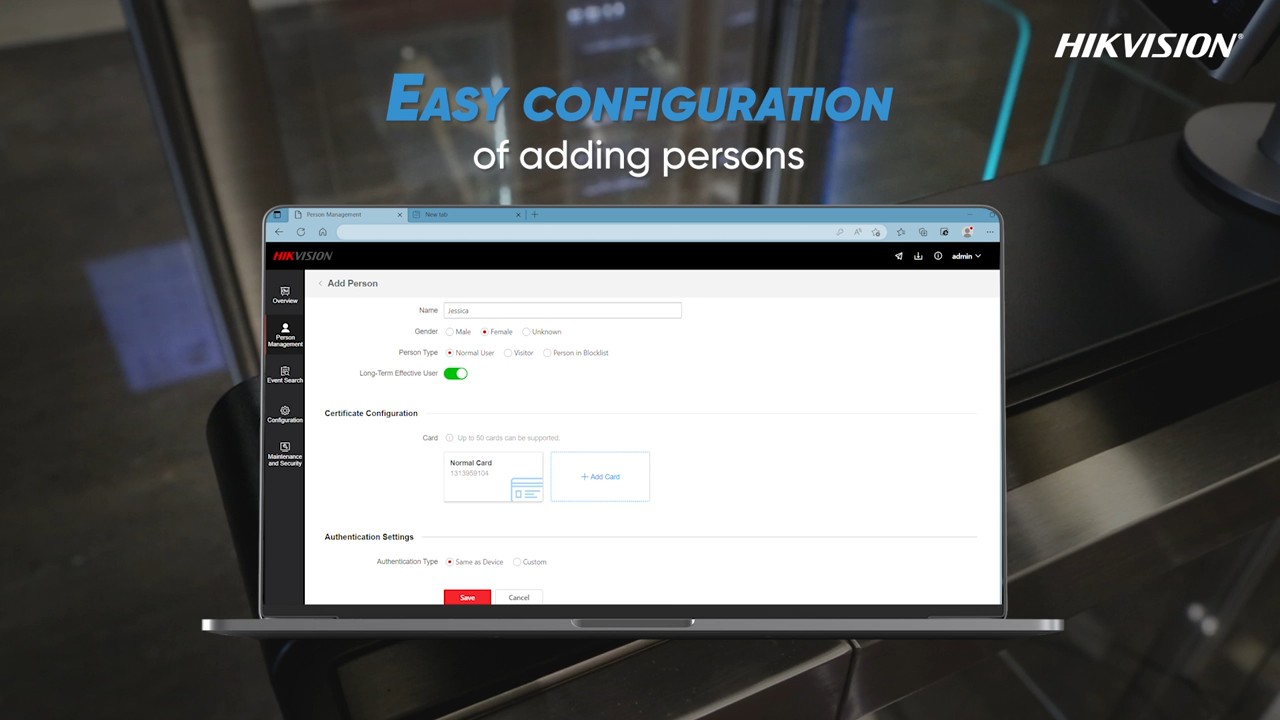 HIKVISION
EASY CONFIGURATION
of adding persons
Person Management
New tab
HIKVISION
admin
Overview
Person Management
Event Search
Configuration
Maintenance and Security
Add Person
Name Jessica
Gender Male Female Unknown
Person Type Normal User Visitor Person in Blocklist
Long-Term Effective User
Certificate Configuration
Card Up to 50 cards can be supported.
Normal Card
1313959104
+ Add Card
Authentication Settings
Authentication Type Same as Device Custom
Save Cancel